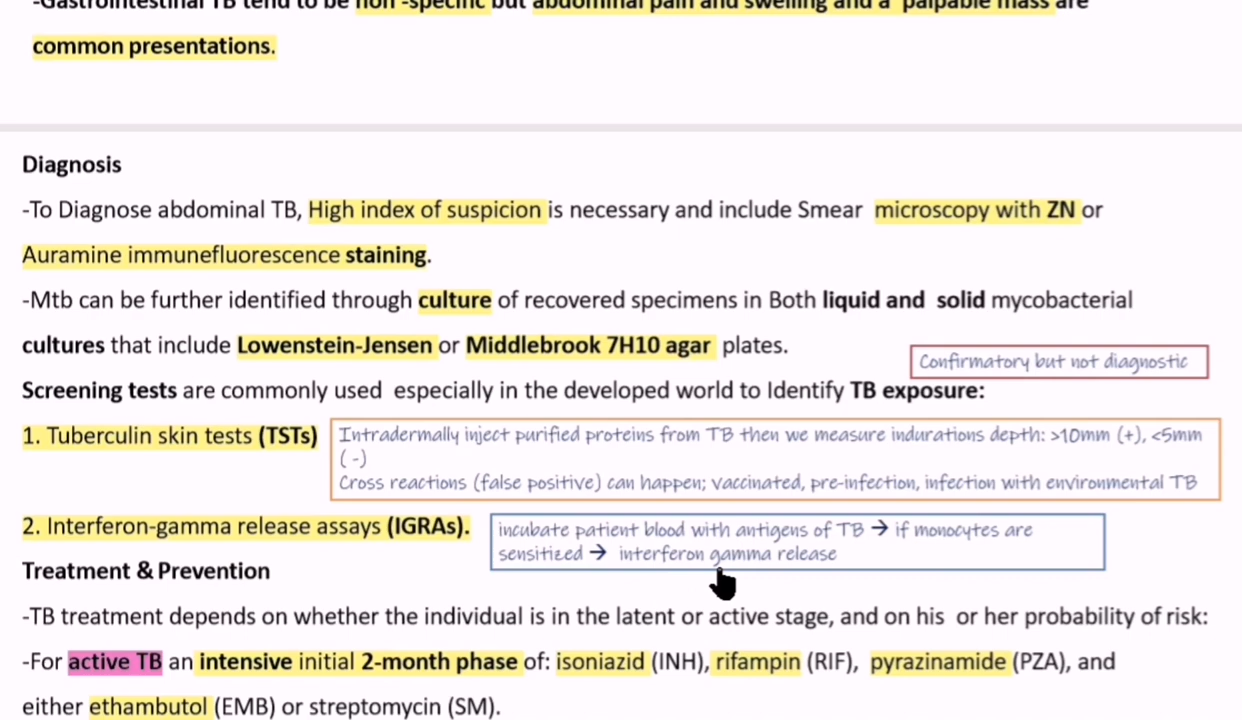 -Gastrointestinal TB tend to be non -specific but abdominal pain and swelling and a palpable mass are
common presentations.
Diagnosis
-To Diagnose abdominal TB, High index of suspicion is necessary and include Smear microscopy with ZN or
Auramine immunefluorescence staining.
-Mtb can be further identified through culture of recovered specimens in Both liquid and solid mycobacterial
cultures that include Lowenstein-Jensen or Middlebrook 7H10 agar plates.
Confirmatory but not diagnostic
Screening tests are commonly used especially in the developed world to Identify TB exposure:
1. Tuberculin skin tests (TSTs)
Intradermally inject purified proteins from TB then we measure indurations depth: >10mm (+), <5mm
(-)
Cross reactions (false positive) can happen; vaccinated, pre-infection, infection with environmental TB
2. Interferon-gamma release assays (IGRAs).
incubate patient blood with antigens of TB → if monocytes are
sensitized → interferon gamma release
Treatment & Prevention
-TB treatment depends on whether the individual is in the latent or active stage, and on his or her probability of risk:
-For active TB an intensive initial 2-month phase of: isoniazid (INH), rifampin (RIF), pyrazinamide (PZA), and
either ethambutol (EMB) or streptomycin (SM).